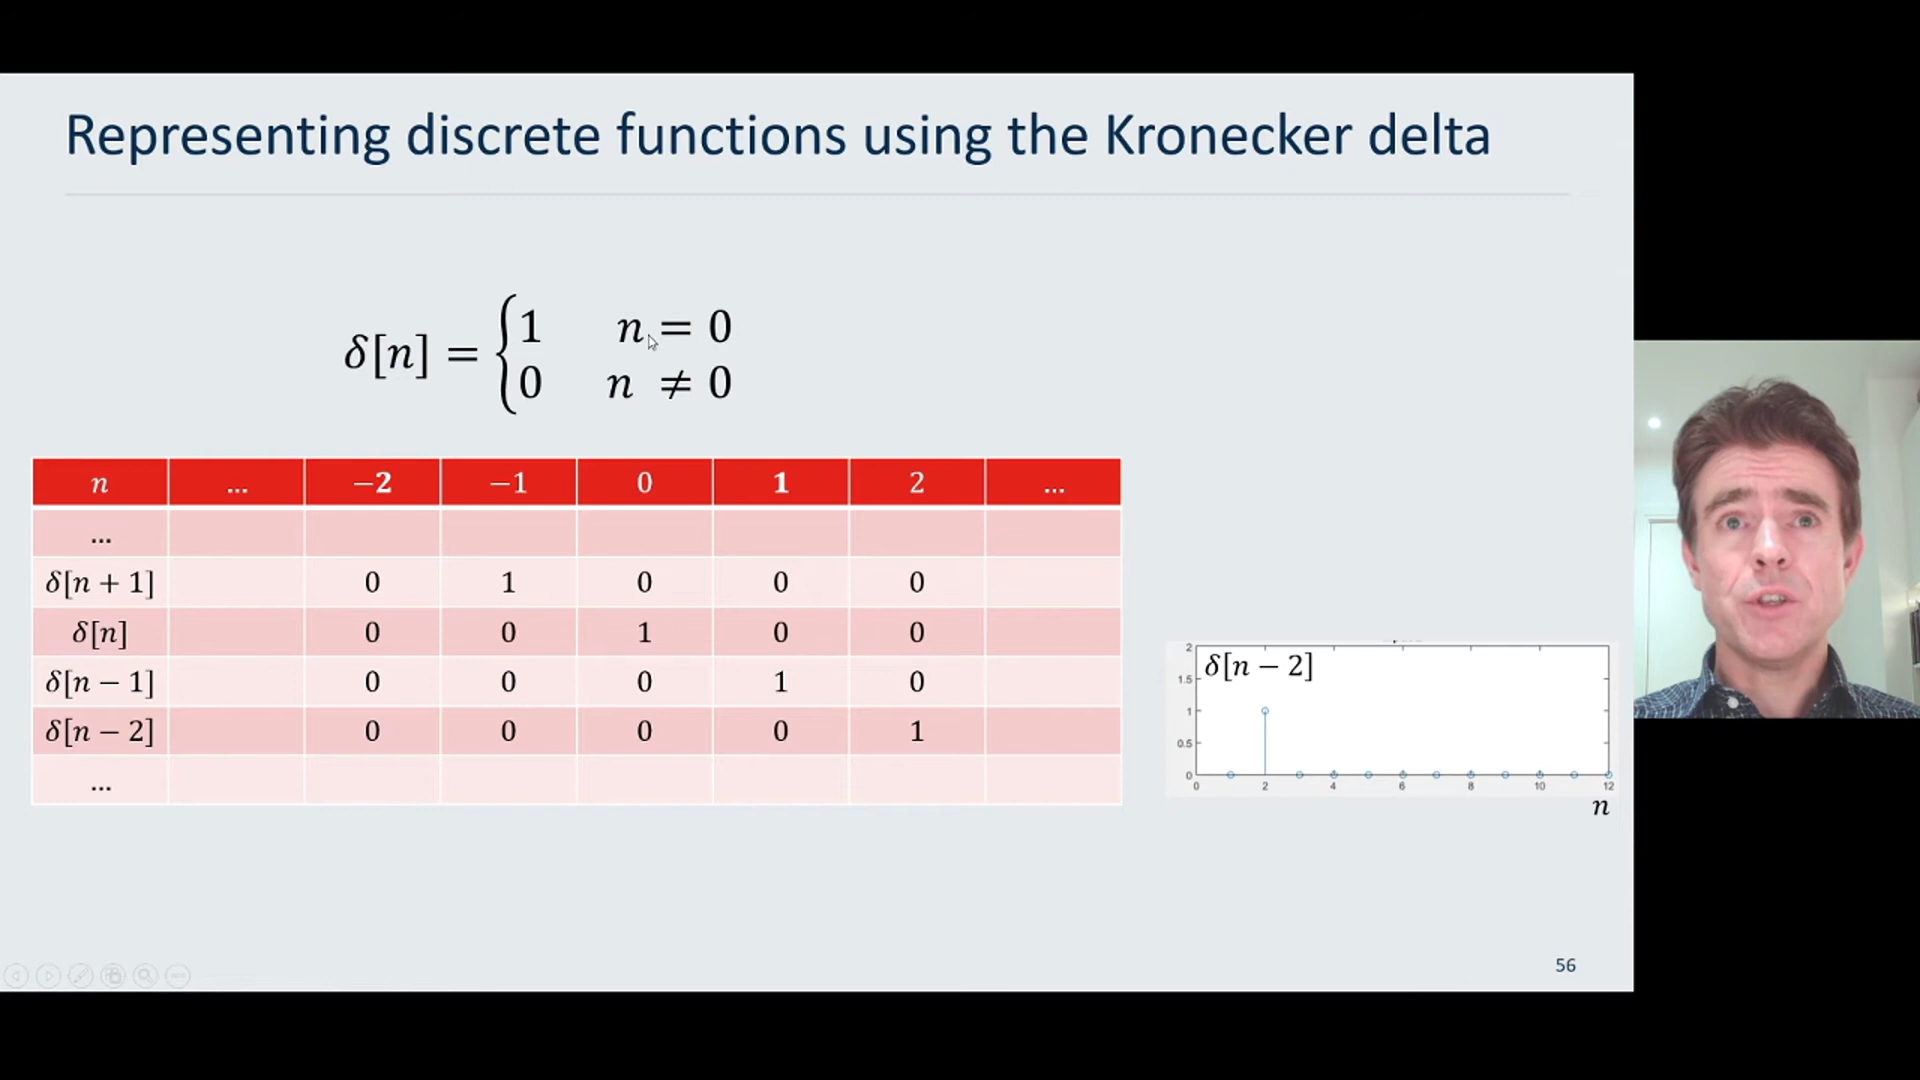 Representing discrete functions using the Kronecker delta
δ[n] = { 1 n = 0
0 n ≠ 0
n ... −2 −1 0 1 2 ...
...
δ[n + 1] 0 1 0 0 0
δ[n] 0 0 1 0 0
δ[n − 1] 0 0 0 1 0
δ[n − 2] 0 0 0 0 1
...
δ[n − 2]
2
1.5
1
0.5
0
0 2 4 6 8 10 12
n
56